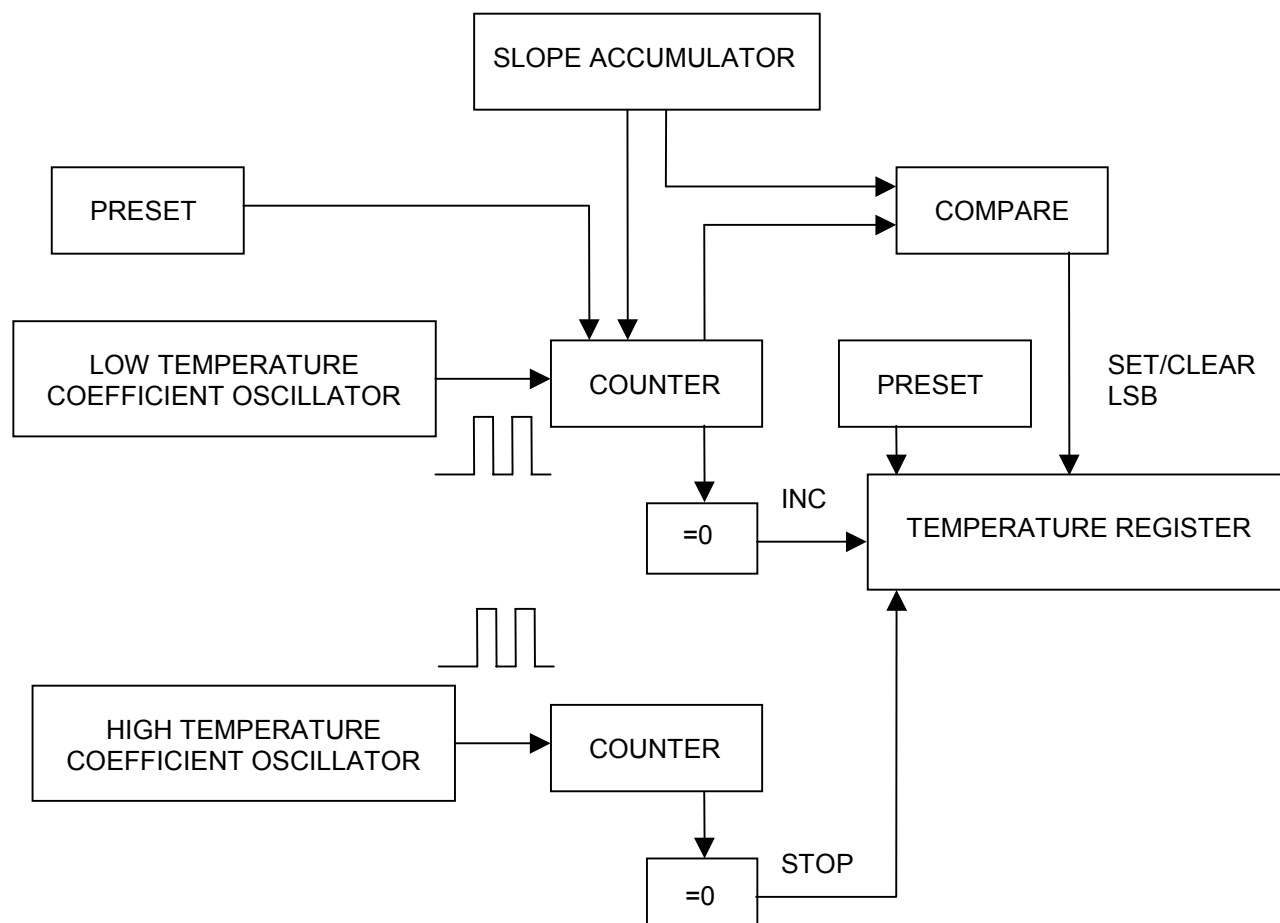 SLOPE ACCUMULATOR
PRESET
COMPARE
LOW TEMPERATURE
COEFFICIENT OSCILLATOR
COUNTER
PRESET
SET/CLEAR
LSB
=0
INC
TEMPERATURE REGISTER
HIGH TEMPERATURE
COEFFICIENT OSCILLATOR
COUNTER
=0
STOP